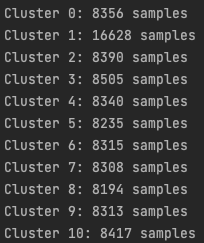 Cluster 0: 8356 samples
Cluster 1: 16628 samples
Cluster 2: 8390 samples
Cluster 3: 8505 samples
Cluster 4: 8340 samples
Cluster 5: 8235 samples
Cluster 6: 8315 samples
Cluster 7: 8308 samples
Cluster 8: 8194 samples
Cluster 9: 8313 samples
Cluster 10: 8417 samples